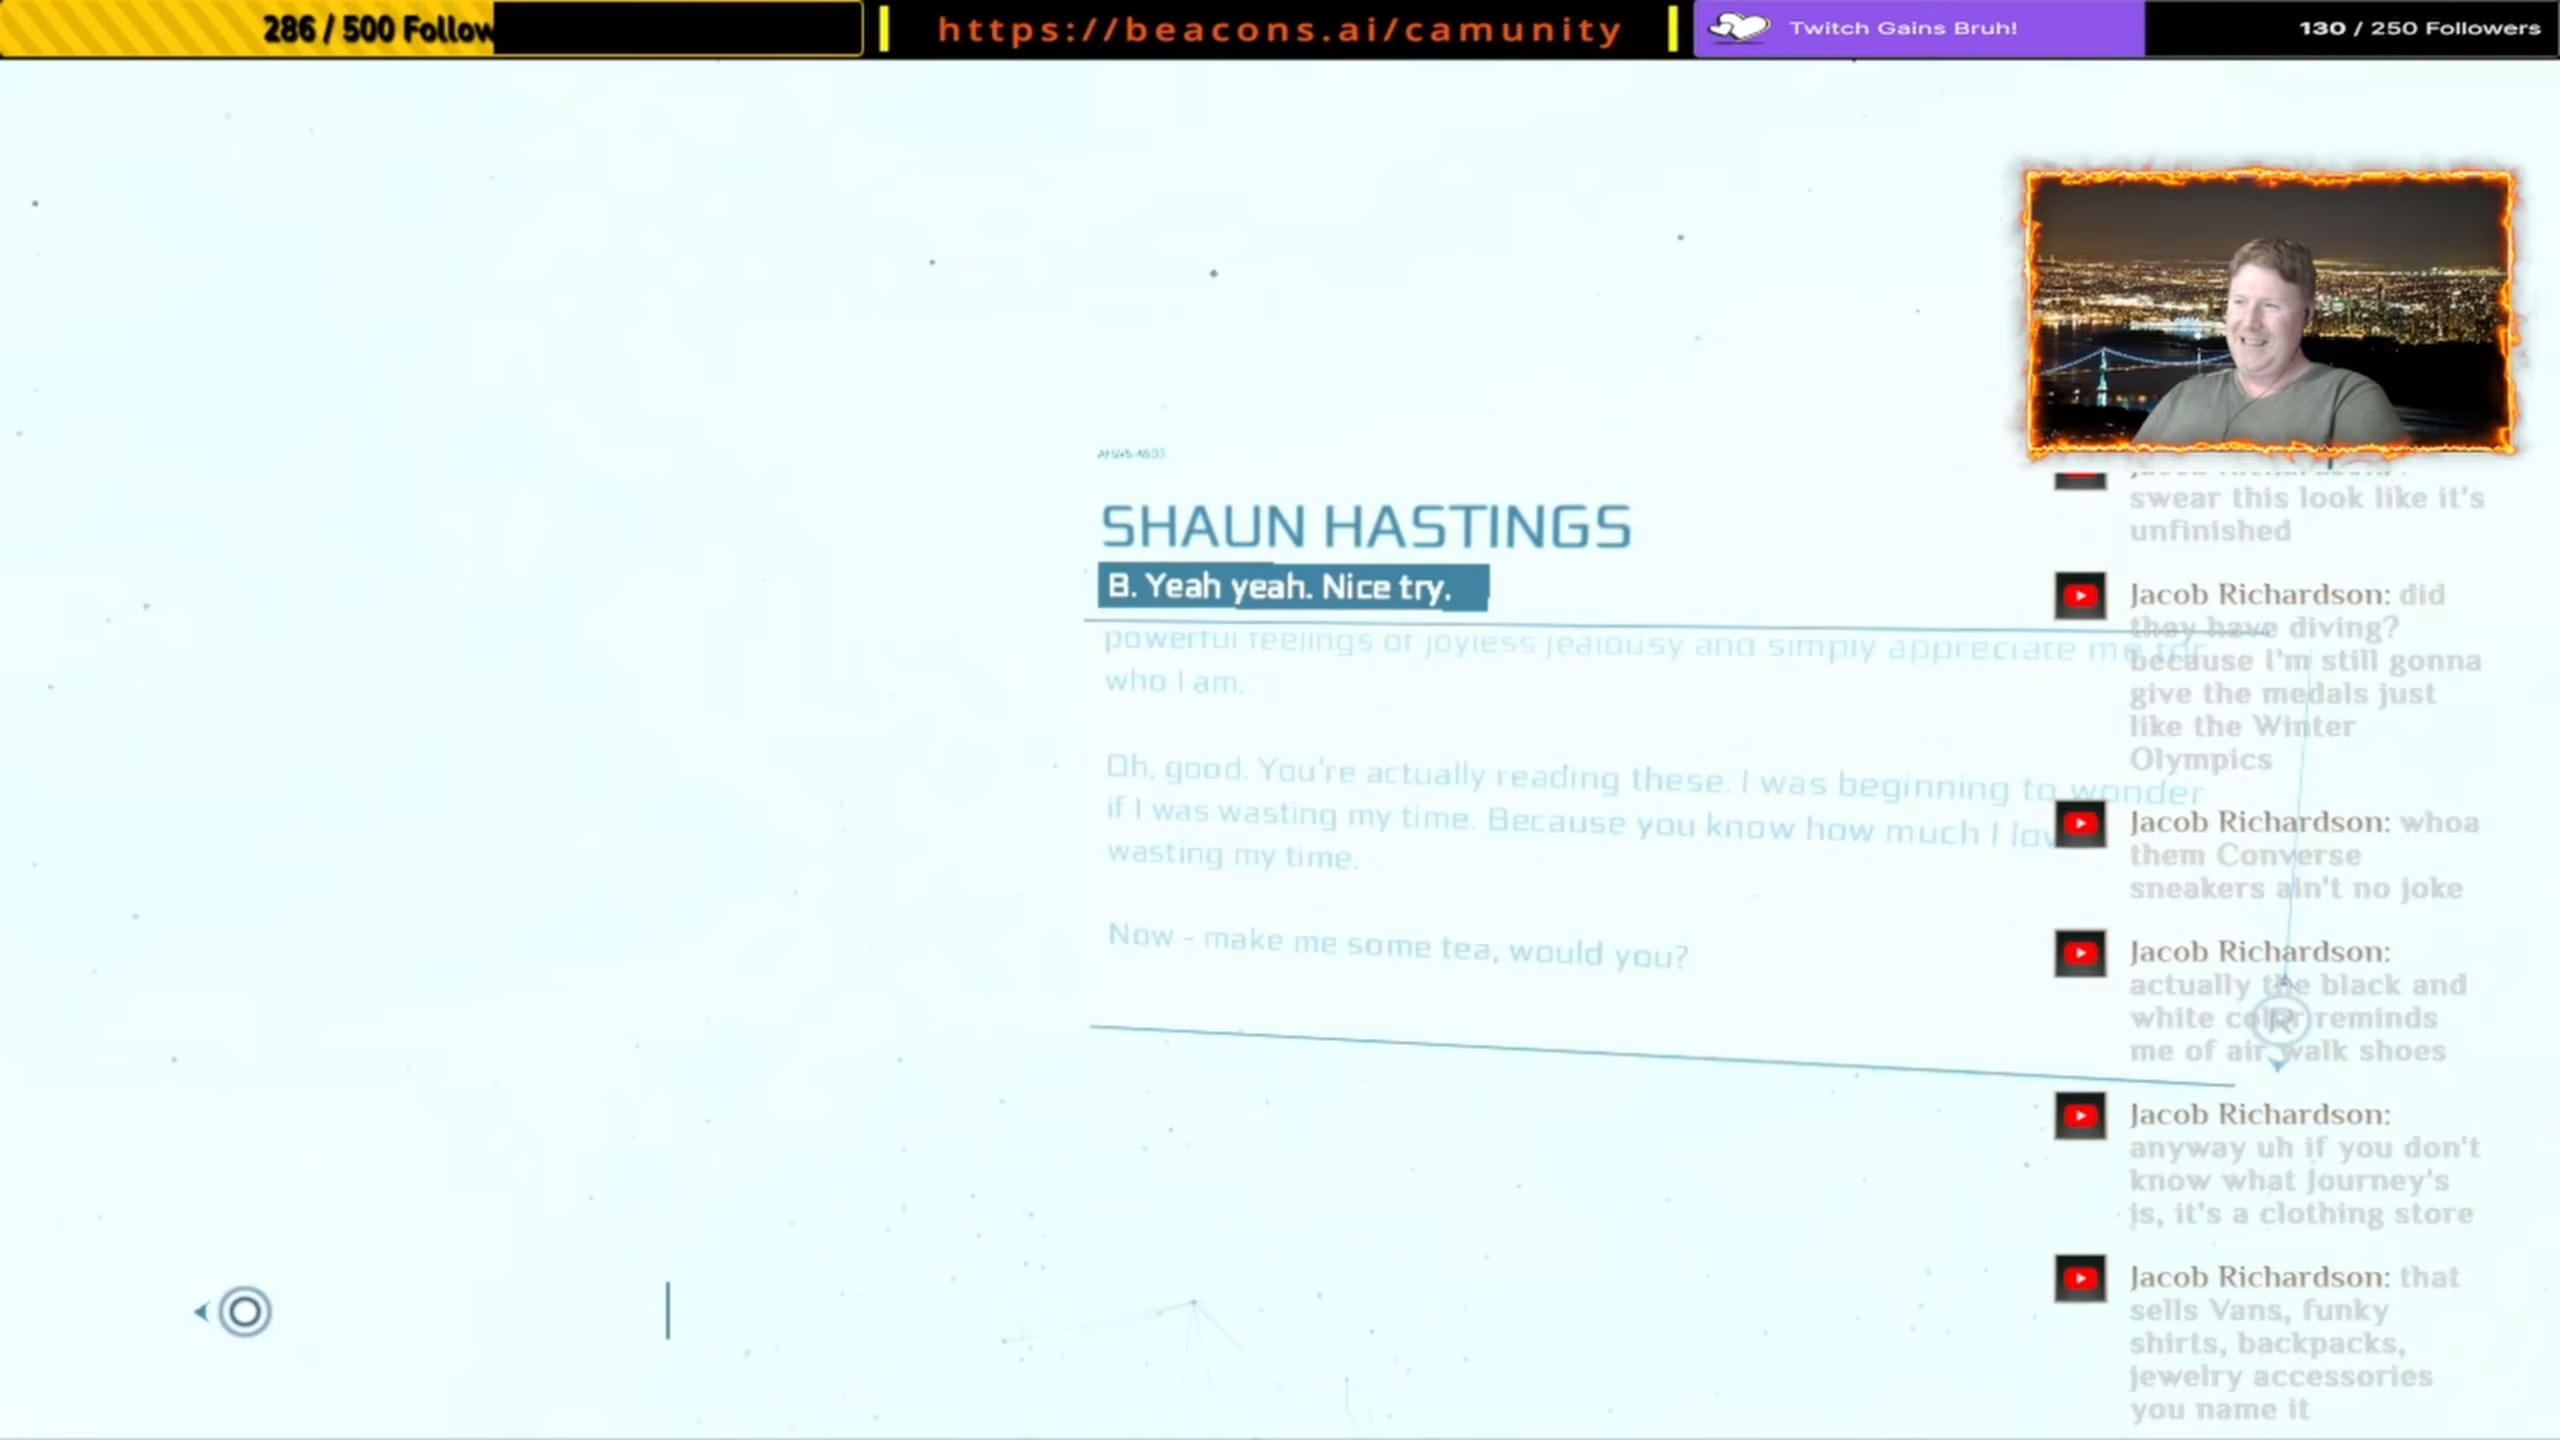 286 / 500 Follow
https://beacons.ai/camunity
Twitch Gains Bruh!
130 / 250 Followers
SHAUN HASTINGS
B. Yeah yeah. Nice try.
powerful feelings of joyless jealousy and simply appreciate me for
who I am.
Oh, good. You're actually reading these. I was beginning to wonder
if I was wasting my time. Because you know how much I
wasting my time.
Now - make me some tea, would you?
R
swear this look like it's
unfinished
Jacob Richardson: did
they have diving?
because I'm still gonna
give the medals just
like the Winter
Olympics
Jacob Richardson: whoa
them Converse
sneakers ain't no joke
Jacob Richardson:
actually the black and
white color reminds
me of air walk shoes
Jacob Richardson:
anyway uh if you don't
know what Journey's
is, it's a clothing store
Jacob Richardson: that
sells Vans, funky
shirts, backpacks,
jewelry accessories
you name it